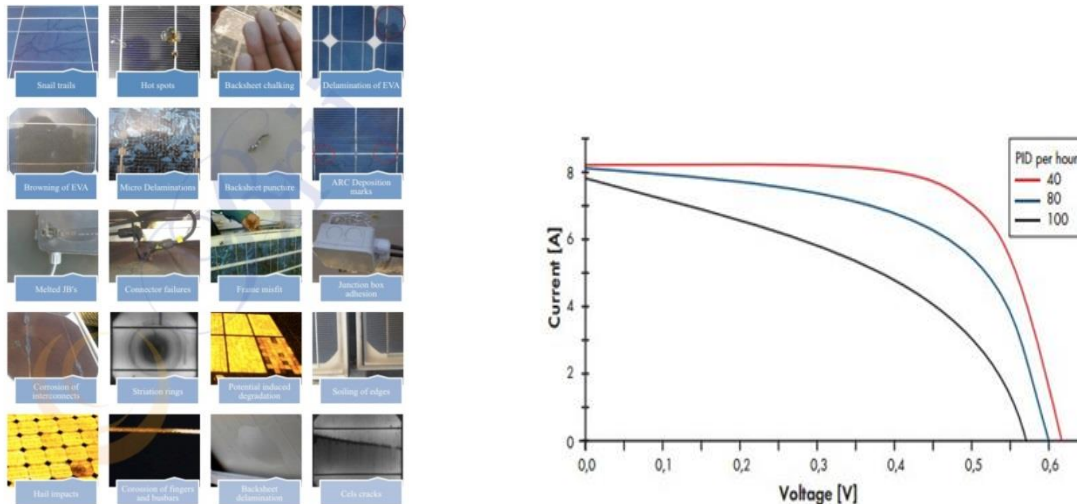 Snail trails
Hot spots
Backsheet chalking
Delamination of EVA
Browning of EVA
Micro Delaminations
Backsheet puncture
ARC Deposition
marks
Melted JB's
Connector failures
Frame misfit
Junction box
adhesion
Corrosion of
interconnects
Striation rings
Potential induced
degradation
Soiling of edges
Hail impacts
Corrosion of fingers
and busbars
Backsheet
delamination
Cels cracks
PID per hour
40
80
100
Current [A]
8
6
4
2
0
0,0
0,1
0,2
0,3
0,4
0,5
0,6
Voltage [V]